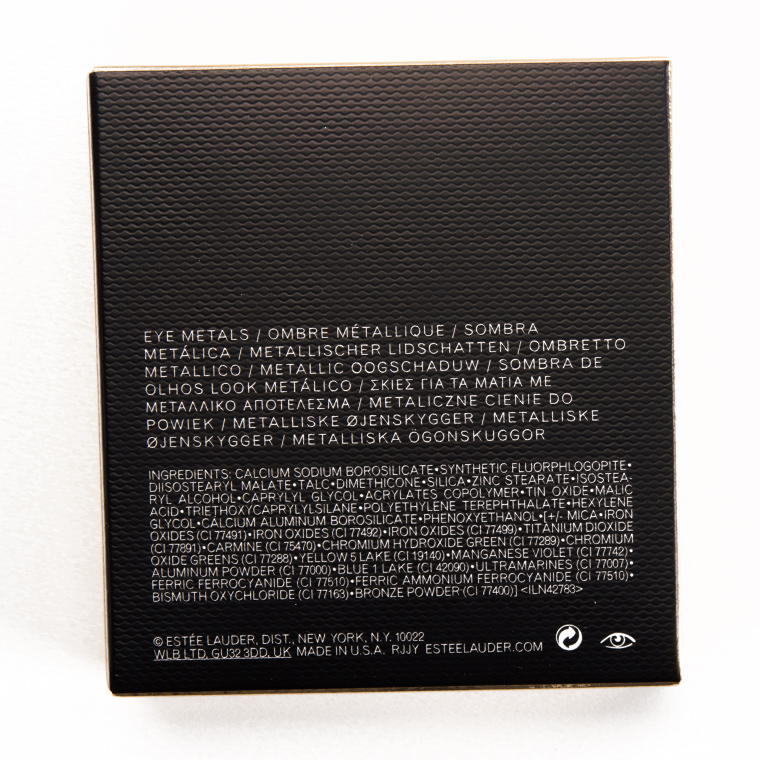 EYE METALS / OMBRE MÉTALLIQUE / SOMBRA
METÁLICA / METALLISCHER LIDSCHATTEN / OMBRETTO
METALLICO / METALLIC OOGSCHADUW / SOMBRA DE
OLHOS LOOK METÁLICO / ΣΚΙΕΣ ΓΙΑ ΤΑ ΜΑΤΙΑ ΜΕ
ΜΕΤΑΛΛΙΚΟ ΑΠΟΤΕΛΕΣΜΑ / METALICZNE CIENIE DO
POWIEK / METALLISKE ØJENSKYGGER / METALLISKE
ØJENSKYGGER / METALLISKA ÖGONSKUGGOR
INGREDIENTS: CALCIUM SODIUM BOROSILICATE•SYNTHETIC FLUORPHLOGOPITE•
DIISOSTEARYL MALATE•TALC•DIMETHICONE•SILICA•ZINC STEARATE•ISOSTEA-
RYL ALCOHOL•CAPRYLYL GLYCOL•ACRYLATES COPOLYMER•TIN OXIDE•MALIC
ACID•TRIETHOXYCAPRYLYLSILANE•POLYETHYLENE TEREPHTHALATE•HEXYLENE
GLYCOL•CALCIUM ALUMINUM BOROSILICATE•PHENOXYETHANOL•[+/- MICA•IRON
OXIDES (CI 77491)•IRON OXIDES (CI 77492)•IRON OXIDES (CI 77499)•TITANIUM DIOXIDE
(CI 77891)•CARMINE (CI 75470)•CHROMIUM HYDROXIDE GREEN (CI 77289)•CHROMIUM
OXIDE GREENS (CI 77288)•YELLOW 5 LAKE (CI 19140)•MANGANESE VIOLET (CI 77742)•
ALUMINUM POWDER (CI 77000)•BLUE 1 LAKE (CI 42090)•ULTRAMARINES (CI 77007)•
FERRIC FERROCYANIDE (CI 77510)•FERRIC AMMONIUM FERROCYANIDE (CI 77510)•
BISMUTH OXYCHLORIDE (CI 77163)•BRONZE POWDER (CI 77400)] <ILN42783>
© ESTÉE LAUDER, DIST., NEW YORK, N.Y. 10022
WLB LTD, GU32 3DD, UK MADE IN U.S.A. RJJY ESTEELAUDER.COM